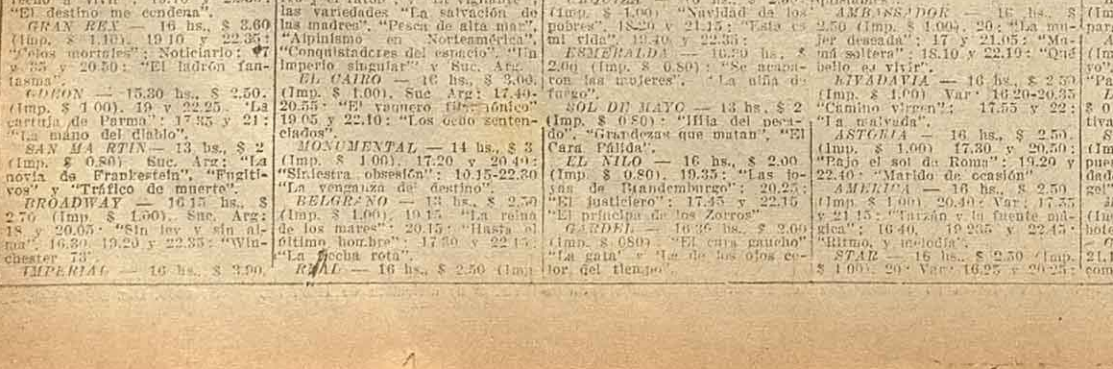 "El destino me condena".
GRAN REX — 16 hs., $ 3.60
(Imp. $ 1.10). 19.10 y 22.35:
"Celos mortales"; Noticiario: 17
y 20.50: "El ladrón fan-
tasma"
ODEON — 15.30 hs., $ 2.50.
(Imp. $ 1.00). 19 y 22.25. "La
cartuja de Parma": 17.35 y 21:
"La mano del diablo".
SAN MARTIN— 13 hs., $ 2
(Imp. $ 0.80). Suc. Arg: "La
novia de Frankestein", "Fugiti-
vos" y "Tráfico de muerte".
BROADWAY — 16.15 hs., $
2.70 (Imp. $ 1.00). Suc. Arg:
18 y 20.05: "Sin ley y sin al-
ma". 16.30. 19.20 y 22.35: "Win-
chester 73"
IMPERIAL — 16 hs., $ 3.90.
las variedades "La salvación de
las madres", "Pesca de alta mar",
"Alpinismo en Norteamérica",
"Conquistadores del espacio" "Un
imperio singular" y Suc. Arg.
EL CAIRO — 16 hs., $ 3.00.
(Imp. $ 1.00). Suc Arg: 17.40-
20.55: "El vaquero filarmónico"
19.05 y 22.10: "Los ocho senten-
ciados".
MONUMENTAL — 14 hs., $ 3
(Imp. $ 1.00). 17.20 y 20.40:
"Siniestra obsesión": 10.15-22.30
"La venganza del destino".
BELGRANO — 13 hs., $ 2.50
(Imp. $ 1.00). 19.15 "La reina
de los mares": 20.15: "Hasta el
último hombre": 17.30 y 22.15:
"La flecha rota".
REAL — 16 hs., $ 2.50 (Imp.
(Imp. $ 1.00): "Navidad de los
pobres" 18.20 y 21.15: "Esta es
mi vida". 19.40 y 22.35:
ESMERALDA — 16.30 hs., $
2.00 (Imp. $ 0.80): "Se necesi-
ron las mujeres". "La niña de
fuego".
SOL DE MAYO — 13 hs., $ 2
(Imp. $ 0.80) "Hija del peca-
do", "Grandezas que matan", "El
Cara Pálida".
EL NILO — 16 hs., $ 2.00
(Imp. $ 0.80). 19.35: "Las jo-
yas de Brandemburgo": 20.25:
"El justiciero": 17.45 y 22.15
"El príncipe de los Zorros"
GARDEL — hs., $ 2.00
(Imp. $ 080) "El cura gaucho"
"La gata" y "La de los ojos co-
lor del tiempo"
AMBASSADOR — 16 hs., $
2.50 (Imp. $ 1.00). 20: "La mu-
jer deseada": 17 y 21.05: "Ma-
má soltera" 18.10 y 22.10: "Qué
bello es vivir".
RIVADAVIA — 16 hs., $ 2.50
(Imp. $ 1.00) Var: 16.20-20.35
"Camino virgen": 17.55 y 22:
"La malvada".
ASTORIA — 16 hs., $ 2.50.
(Imp. $ 1.00) 17.30 y 20.50:
"Bajo el sol de Roma": 19.20 y
22.40: "Marido de ocasión"
AMERICA — 16 hs., $ 2.50
(Imp. $ 1.00) 20.40: Var: 17.55
y 21.15: "Tarzán y la fuente má-
gica": 16.40. y 22.45:
"Ritmo, y melodía".
STAR — 16 hs., $ 2.50 (Imp.
$ 1.00). 20: Var: 16.25 y 20.25: